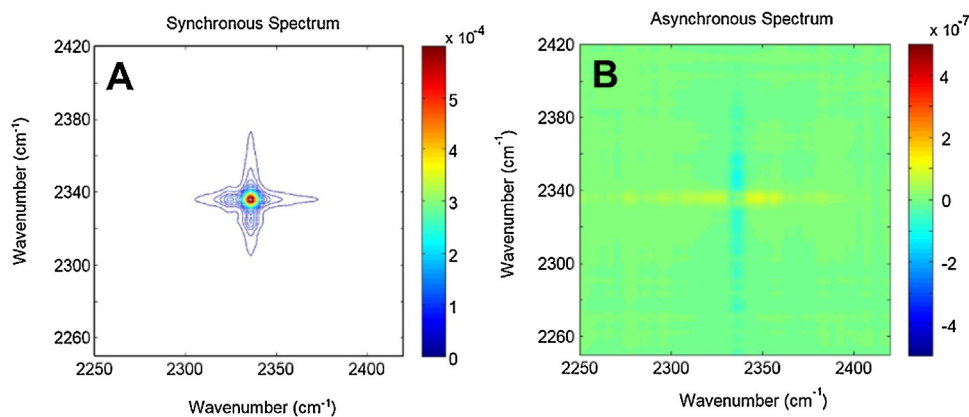 Synchronous Spectrum
x 10⁻⁴
A
2420
2380
2340
2300
2260
Wavenumber (cm⁻¹)
2250
2300
2350
2400
Wavenumber (cm⁻¹)
5
4
3
2
1
0
Asynchronous Spectrum
x 10⁻⁷
B
2420
2380
2340
2300
2260
Wavenumber (cm⁻¹)
2250
2300
2350
2400
Wavenumber (cm⁻¹)
4
2
0
-2
-4